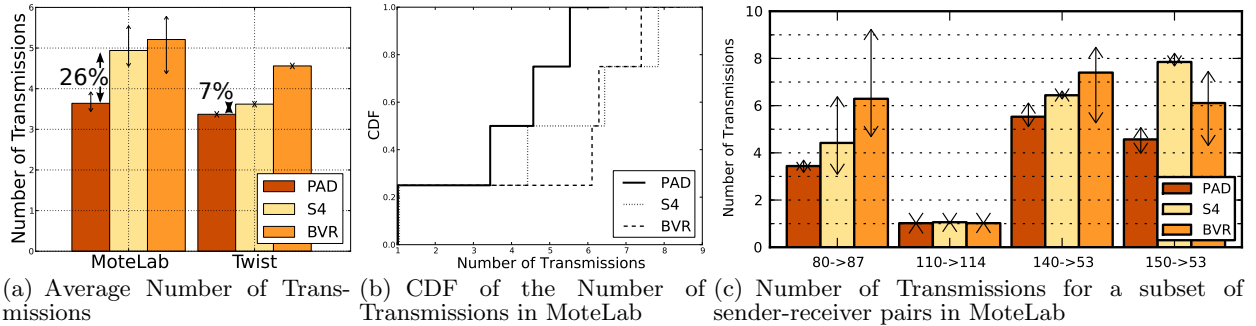 Number of Transmissions
6
5
4
3
2
1
0
26%
7%
PAD
S4
BVR
MoteLab
Twist
(a) Average Number of Trans-
missions
CDF
1.0
0.8
0.6
0.4
0.2
0.0
PAD
S4
BVR
1 2 3 4 5 6 7 8 9
Number of Transmissions
(b) CDF of the Number of
Transmissions in MoteLab
Number of Transmissions
10
8
6
4
2
0
PAD
S4
BVR
80->87
110->114
140->53
150->53
(c) Number of Transmissions for a subset of
sender-receiver pairs in MoteLab